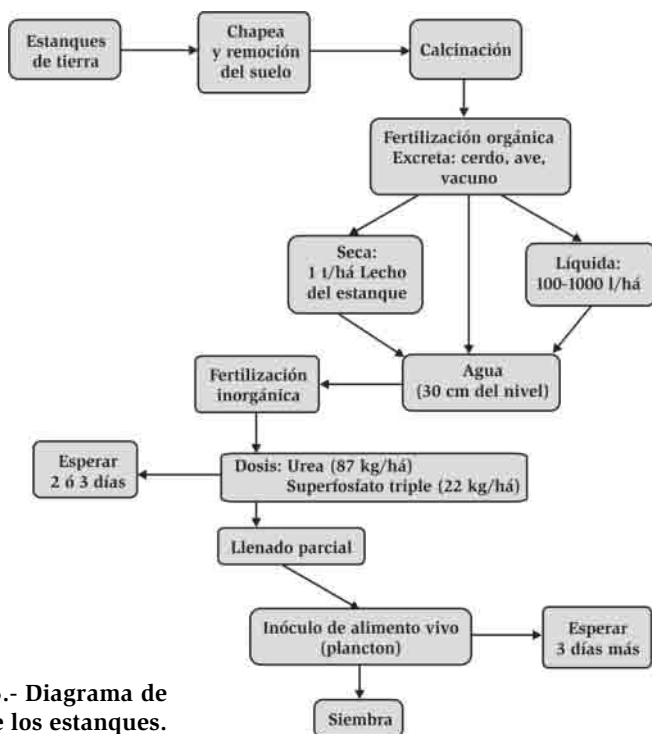 Estanques
de tierra
Chapea
y remoción
del suelo
Calcinación
Fertilización orgánica
Excreta: cerdo, ave,
vacuno
Seca:
1 t/há Lecho
del estanque
Líquida:
100-1000 l/há
Agua
(30 cm del nivel)
Fertilización
inorgánica
Dosis: Urea (87 kg/há)
Superfosfato triple (22 kg/há)
Esperar
2 ó 3 días
Llenado parcial
Inóculo de alimento vivo
(plancton)
Esperar
3 días más
Siembra
.- Diagrama de
los estanques.